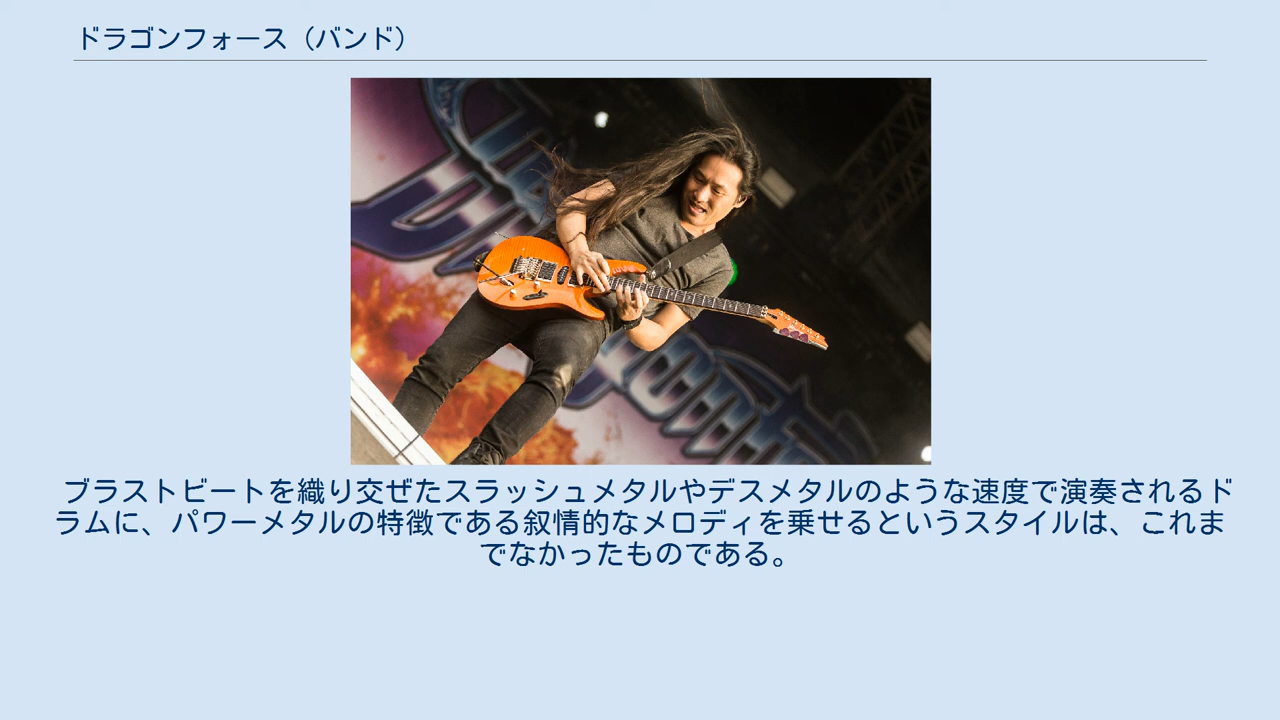 ドラゴンフォース（バンド）
ブラストビートを織り交ぜたスラッシュメタルやデスメタルのような速度で演奏されるド
ラムに、パワーメタルの特徴である叙情的なメロディを乗せるというスタイルは、これま
でなかったものである。